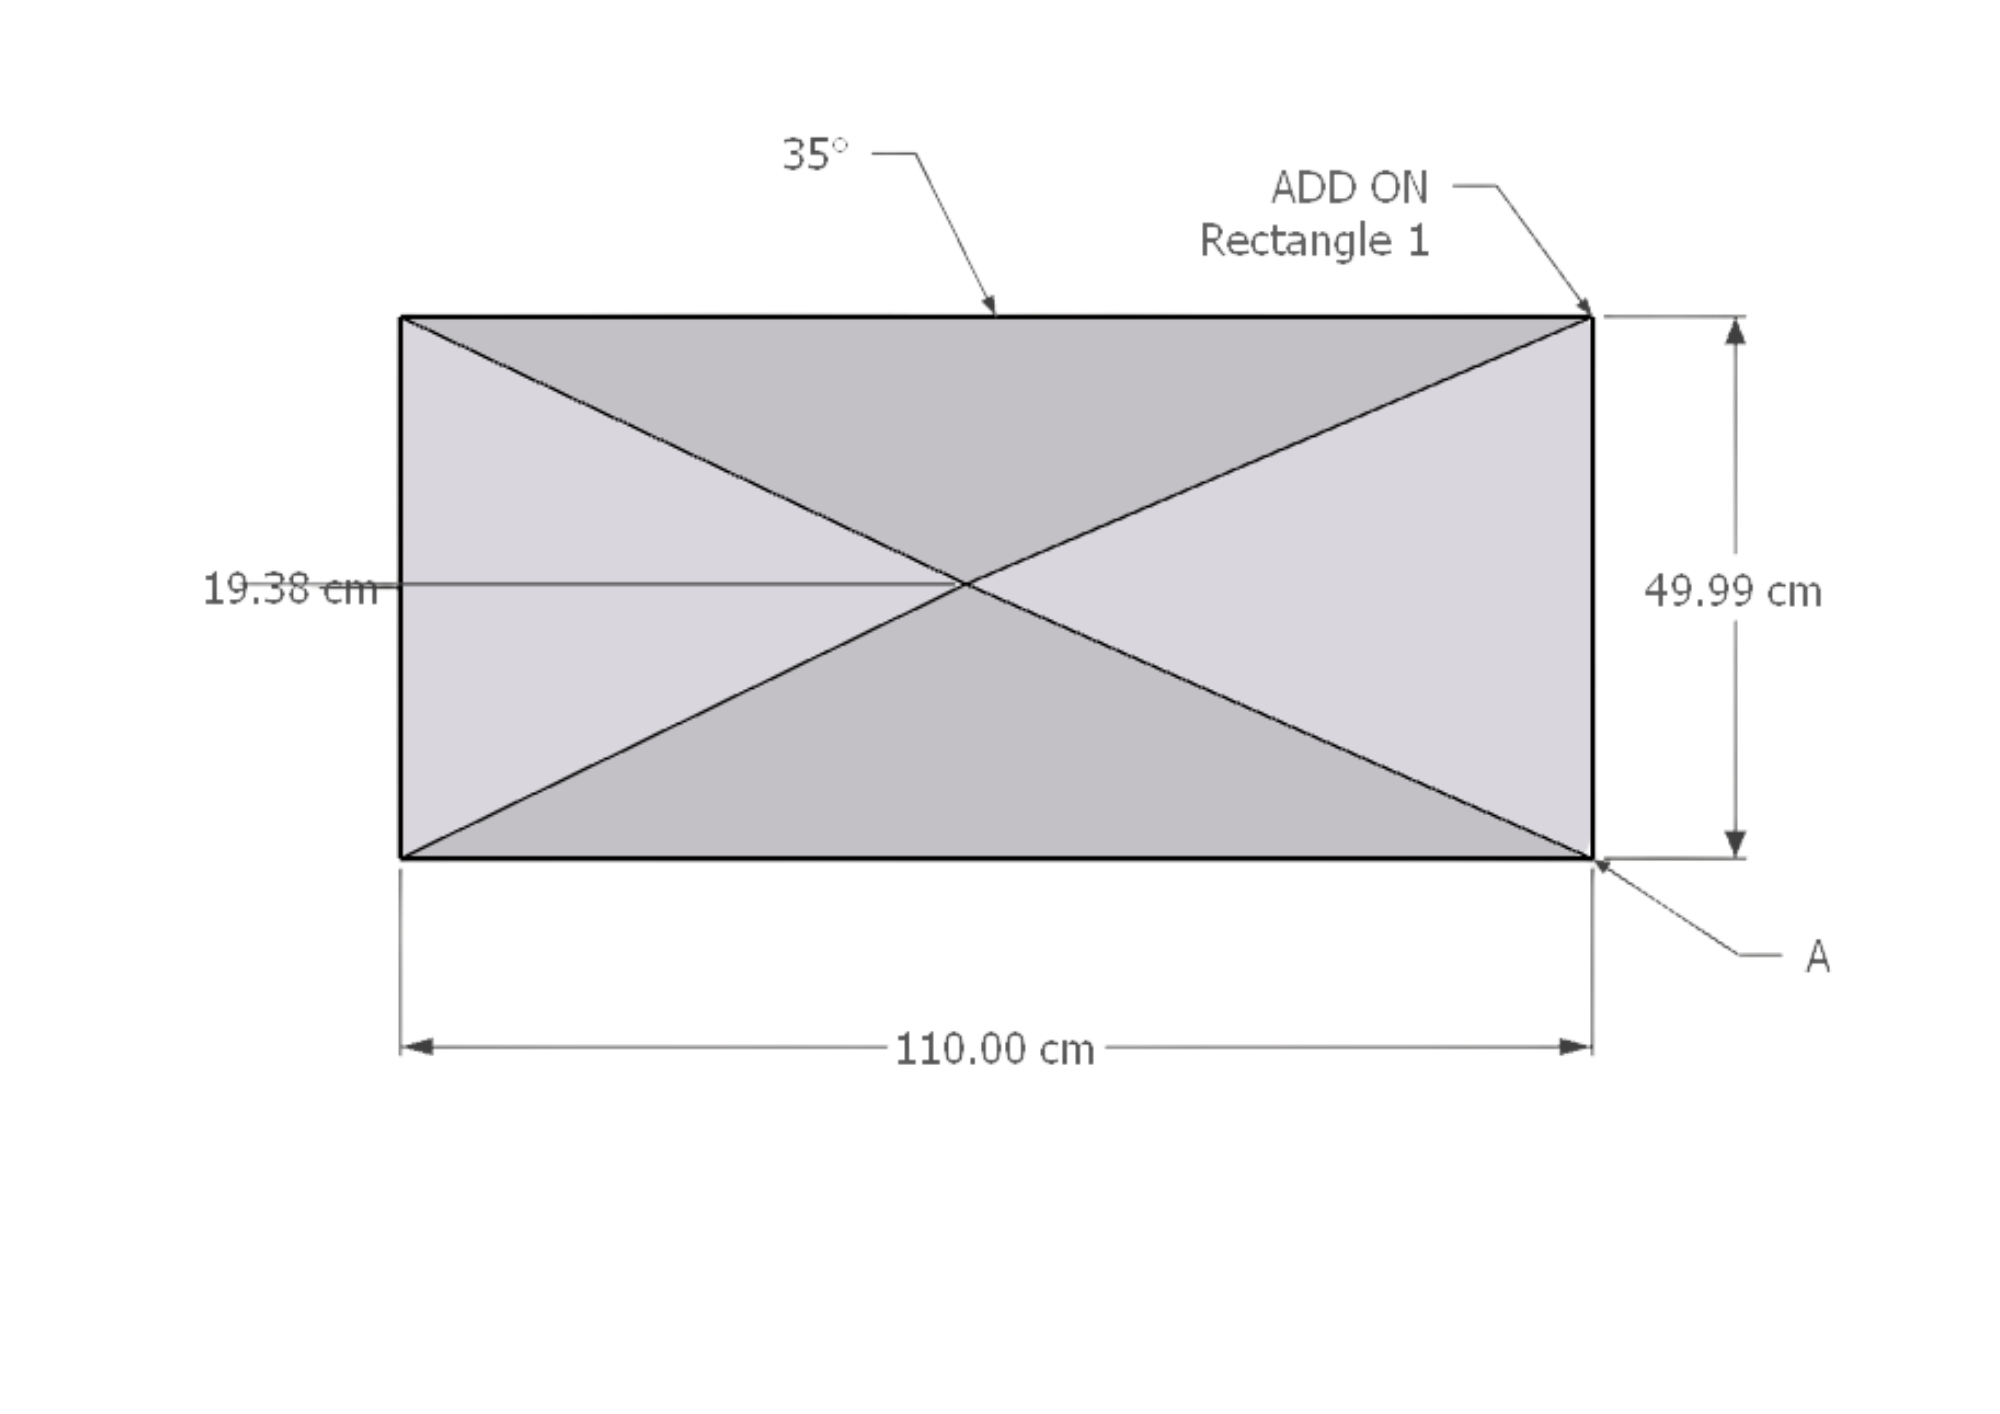 35°
ADD ON
Rectangle 1
19.38 cm
49.99 cm
A
110.00 cm